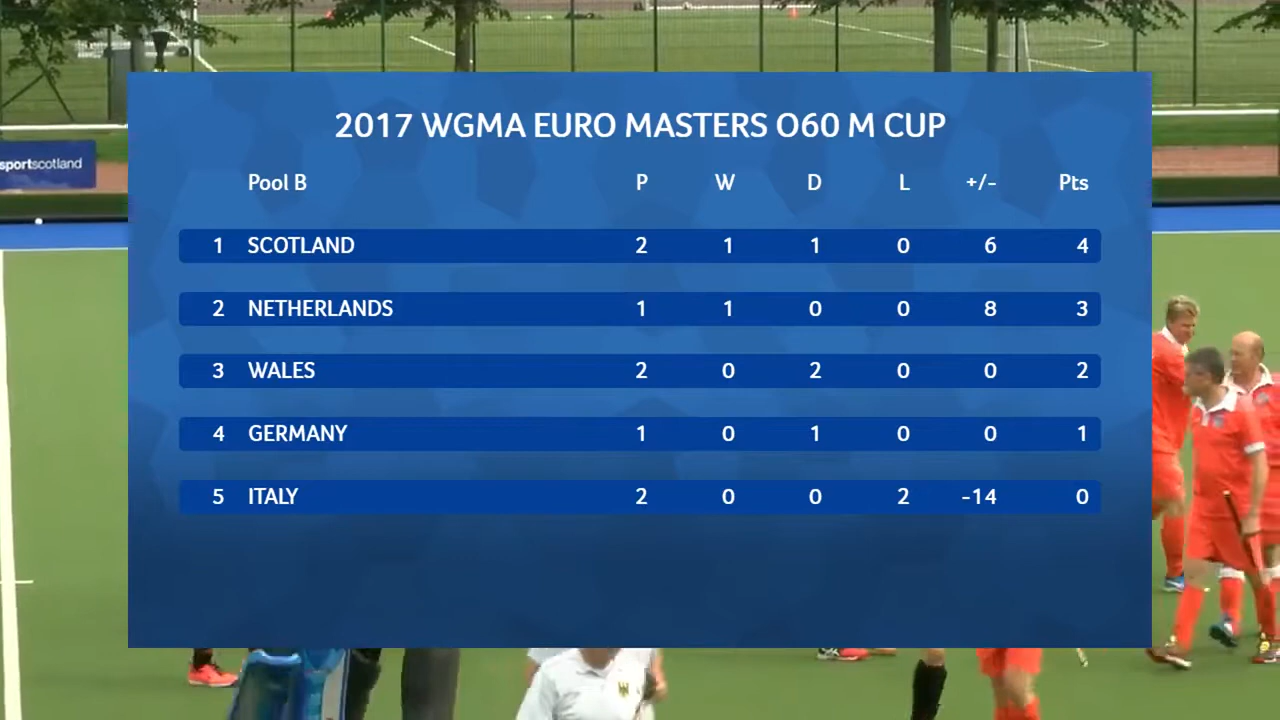 2017 WGMA EURO MASTERS O60 M CUP
Pool B P W D L +/- Pts
1 SCOTLAND 2 1 1 0 6 4
2 NETHERLANDS 1 1 0 0 8 3
3 WALES 2 0 2 0 0 2
4 GERMANY 1 0 1 0 0 1
5 ITALY 2 0 0 2 -14 0
sportscotland